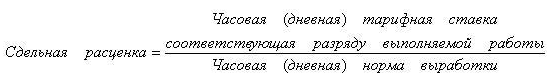 Часовая (дневная) тарифная ставка
Сдельная расценка = соответствующая разряду выполняемой работы
Часовая (дневная) норма выработки